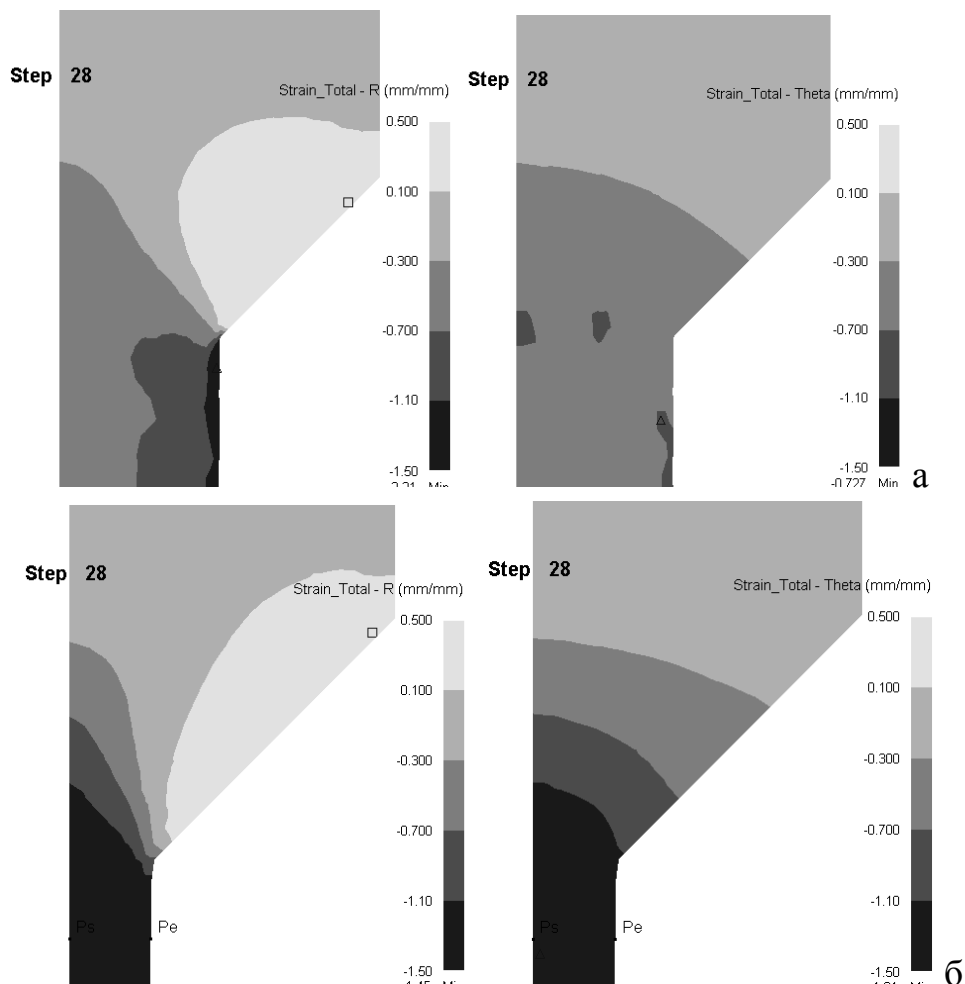 Step 28
Strain_Total - R (mm/mm)
0.500
0.100
-0.300
-0.700
-1.10
-1.50
Step 28
Strain_Total - Theta (mm/mm)
0.500
0.100
-0.300
-0.700
-1.10
-1.50
-0.727 Min
а
Step 28
Strain_Total - R (mm/mm)
0.500
0.100
-0.300
-0.700
-1.10
-1.50
Ps Pe
Step 28
Strain_Total - Theta (mm/mm)
0.500
0.100
-0.300
-0.700
-1.10
-1.50
Ps Pe
б